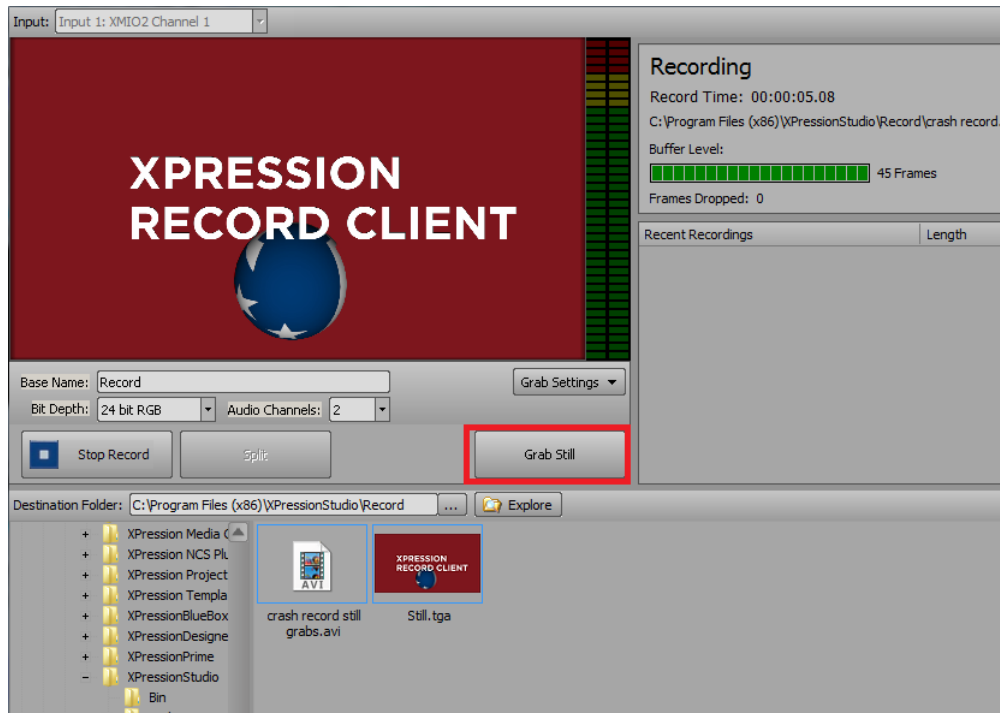 Input: Input 1: XMIO2 Channel 1
XPRESSION
RECORD CLIENT
Recording
Record Time: 00:00:05.08
C:\Program Files (x86)\XPressionStudio\Record\crash record.
Buffer Level:
45 Frames
Frames Dropped: 0
Recent Recordings Length
Base Name: Record
Grab Settings
Bit Depth: 24 bit RGB Audio Channels: 2
Stop Record Split Grab Still
Destination Folder: C:\Program Files (x86)\XPressionStudio\Record ... Explore
+ XPression Media C
+ XPression NCS Plu
+ XPression Project
+ XPression Templa
+ XPressionBlueBox
+ XPressionDesigne
+ XPressionPrime
- XPressionStudio
Bin
AVI
crash record still
grabs.avi
XPRESSION
RECORD CLIENT
Still.tga